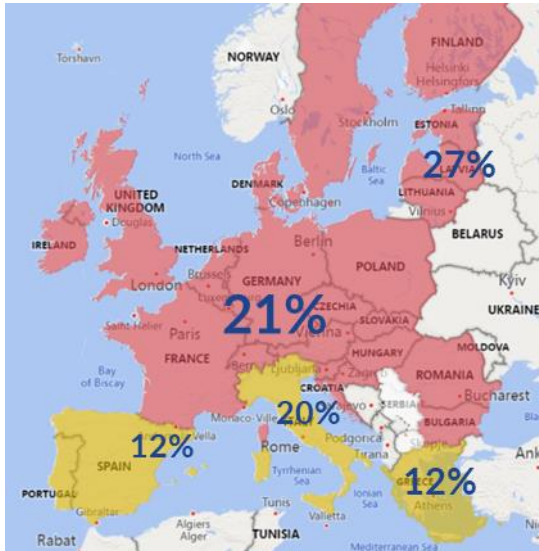 Torshavn
NORWAY
FINLAND
Helsinki
Helsingfors
Oslo
Stockholm
Tallinn
ESTONIA
27%
LATVIA
North Sea
Baltic
Sea
DENMARK
Copenhagen
LITHUANIA
Vilnius
UNITED
KINGDOM
Douglas
BELARUS
IRELAND
NETHERLANDS
Berlin
London
Brussels
GERMANY
POLAND
Kyiv
UKRAINE
21%
CZECHIA
SLOVAKIA
Saint Helier
Paris
Vienna
MOLDOVA
FRANCE
Bern
HUNGARY
Bay
of Biscay
Ljubljana
Zagreb
ROMANIA
CROATIA
SERBIA
Bucharest
20%
Monaco-Ville
BULGARIA
12%
Rome
Podgorica
Tirana
SPAIN
Tyrrhenian
Sea
GREECE
12%
PORTUGAL
Ionian
Sea
Athens
Gibraltar
Tunis
Valletta
Rabat
Algiers
Alger
TUNISIA
Mediterranean Sea